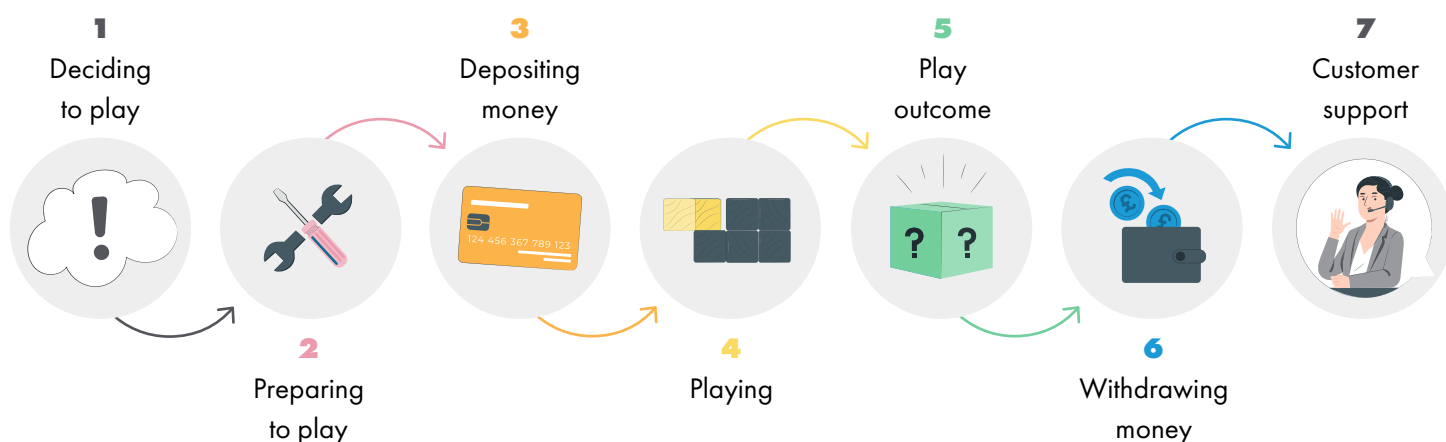 1
Deciding
to play
2
Preparing
to play
3
Depositing
money
124 456 367 789 123
4
Playing
5
Play
outcome
? ?
6
Withdrawing
money
£
£
7
Customer
support
!